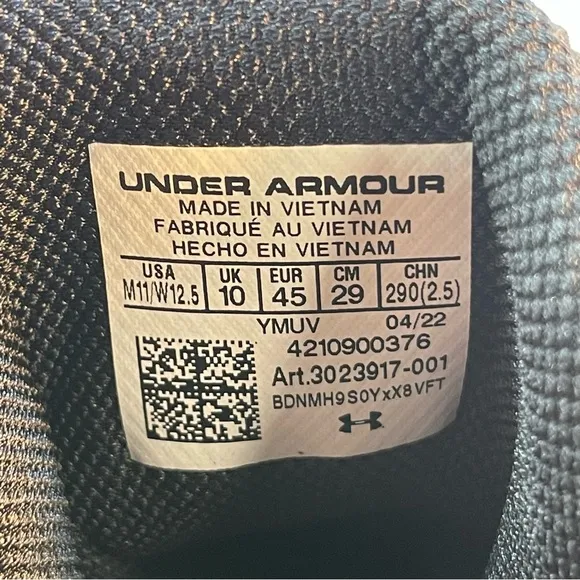 UNDER ARMOUR
MADE IN VIETNAM
FABRIQUÉ AU VIETNAM
HECHO EN VIETNAM
USA UK EUR CM CHN
M11/W12.5 10 45 29 290(2.5)
YMUV 04/22
4210900376
Art.3023917-001
BDNMH9S0YxX8VFT